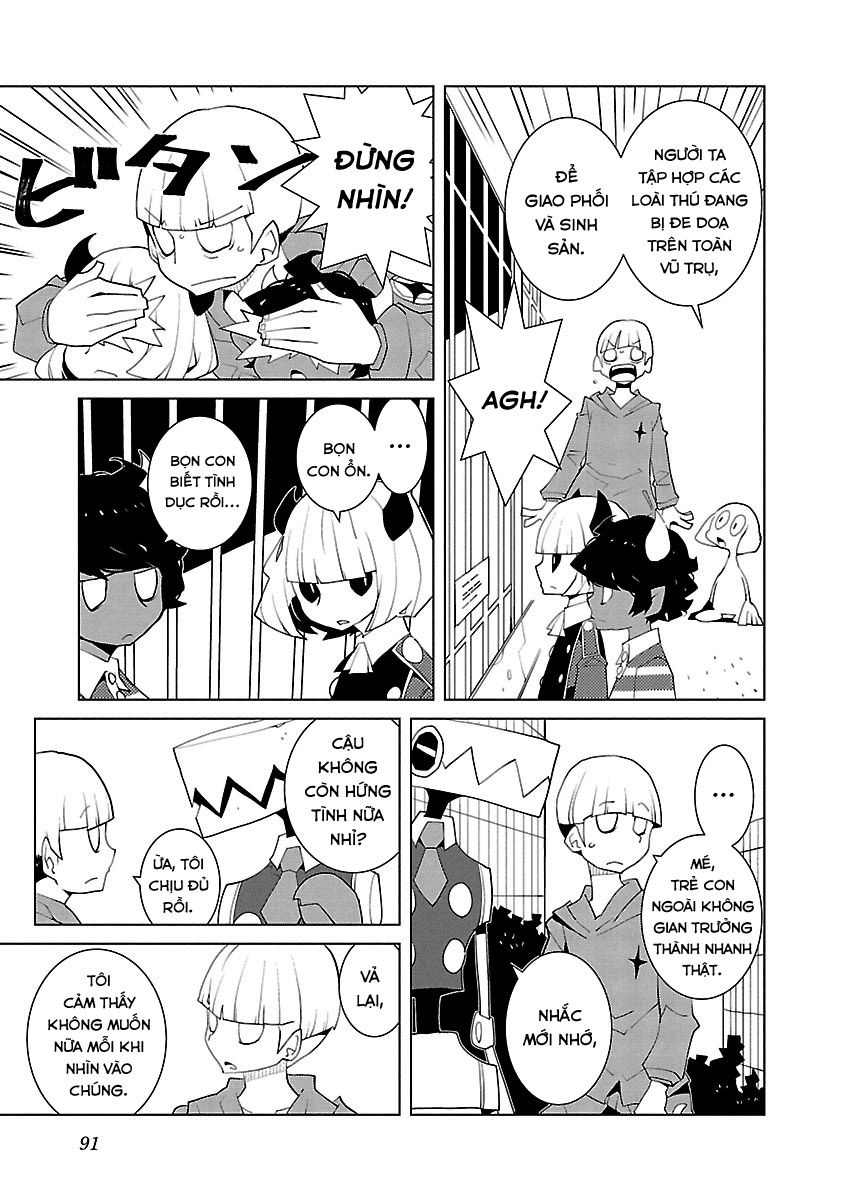 NGƯỜI TA
TẬP HỢP CÁC
LOÀI THÚ ĐANG
BỊ ĐE DOẠ
TRÊN TOÀN
VŨ TRỤ,
ĐỂ
GIAO PHỐI
VÀ SINH
SẢN.
AGH!
ĐỪNG
NHÌN!
ビタン
...
BỌN
CON ỔN.
BỌN CON
BIẾT TÌNH
DỤC RỒI...
...
MÉ,
TRẺ CON
NGOÀI KHÔNG
GIAN TRƯỞNG
THÀNH NHANH
THẬT.
NHẮC
MỚI NHỚ,
CẬU
KHÔNG
CÒN HỨNG
TÌNH NỮA
NHỈ?
ỪA, TÔI
CHỊU ĐỦ
RỒI.
VẢ
LẠI,
TÔI
CẢM THẤY
KHÔNG MUỐN
NỮA MỖI KHI
NHÌN VÀO
CHÚNG.
91